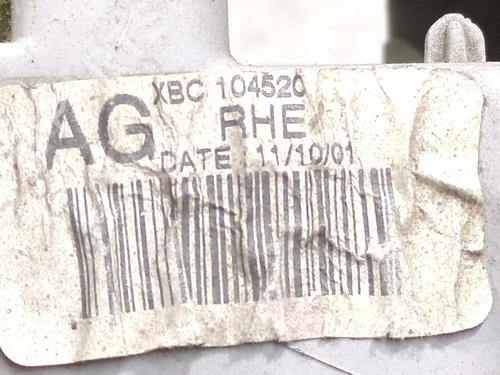 XBC 104520
AG RHE
DATE 11/10/01